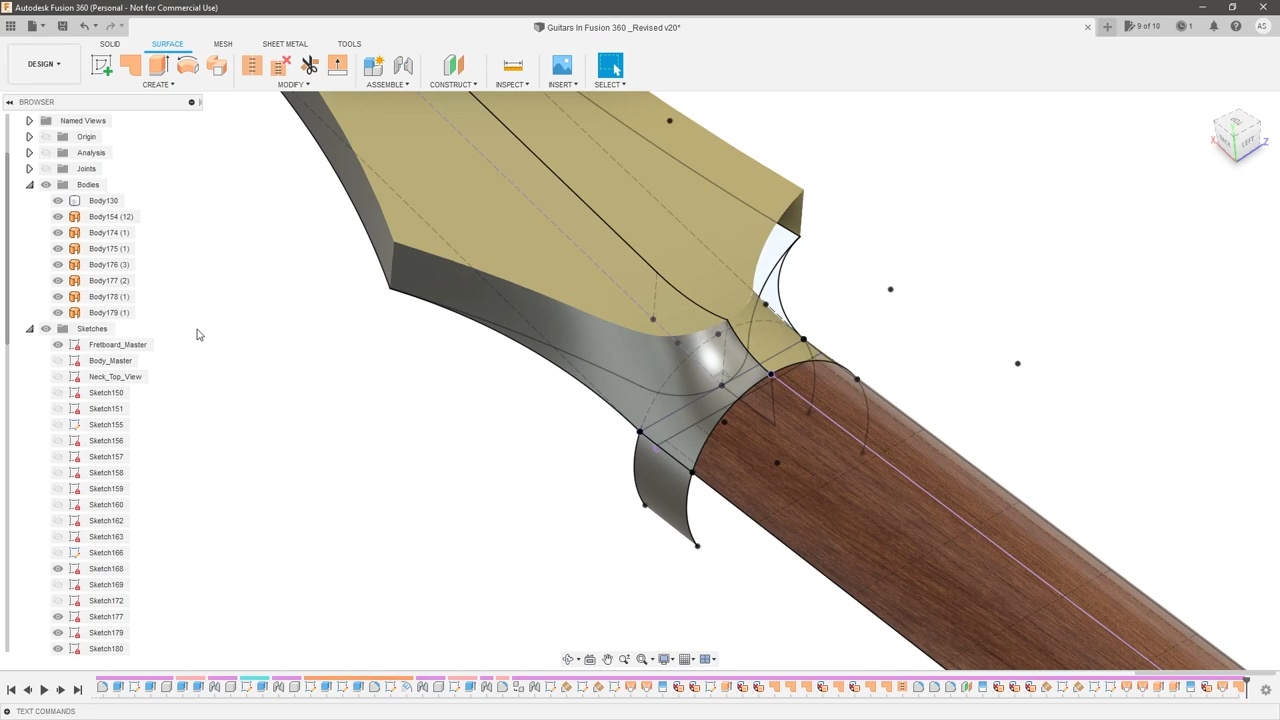 Autodesk Fusion 360 (Personal - Not for Commercial Use)
Guitars In Fusion 360 _Revised v20*
9 of 10
1
AS
SOLID
SURFACE
MESH
SHEET METAL
TOOLS
DESIGN
CREATE
MODIFY
ASSEMBLE
CONSTRUCT
INSPECT
INSERT
SELECT
BROWSER
Named Views
Origin
Analysis
Joints
Bodies
Body130
Body154 (12)
Body174 (1)
Body175 (1)
Body176 (3)
Body177 (2)
Body178 (1)
Body179 (1)
Sketches
Fretboard_Master
Body_Master
Neck_Top_View
Sketch150
Sketch151
Sketch155
Sketch156
Sketch157
Sketch158
Sketch159
Sketch160
Sketch162
Sketch163
Sketch166
Sketch168
Sketch169
Sketch172
Sketch177
Sketch179
Sketch180
LEFT
X
Z
TEXT COMMANDS